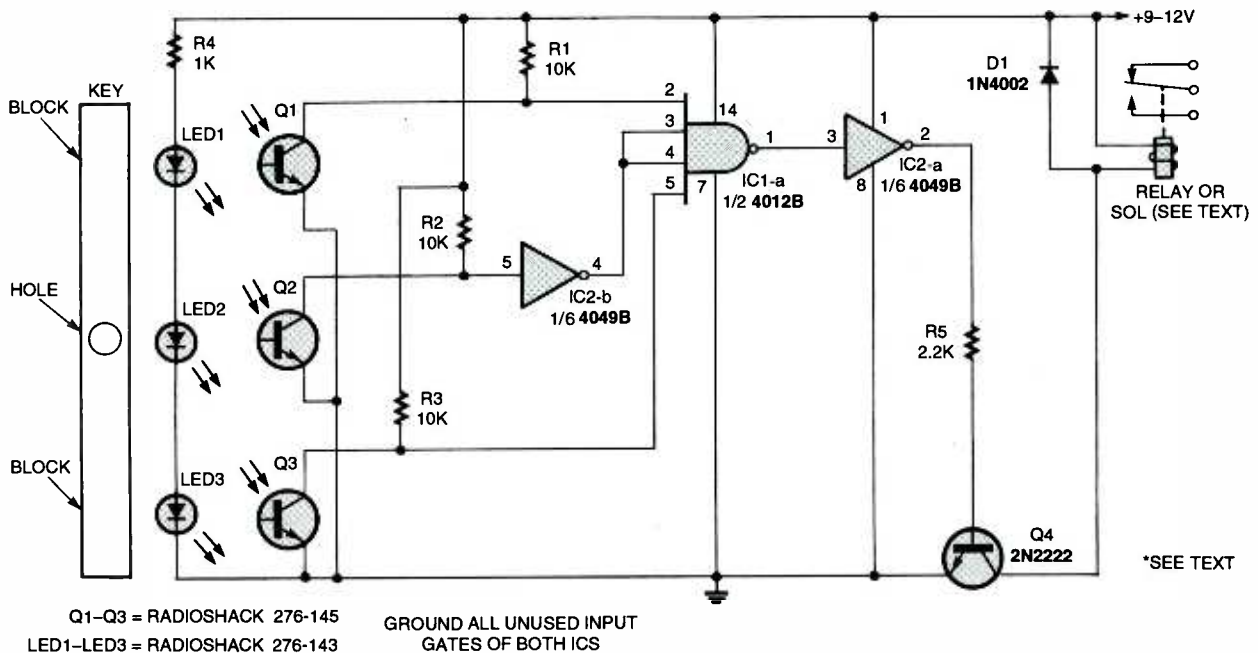 +9–12V
R4
1K
R1
10K
D1
1N4002
KEY
BLOCK
Q1
LED1
2
3
4
5
14
7
1
IC1-a
1/2 4012B
3
1
2
8
IC2-a
1/6 4049B
RELAY OR
SOL (SEE TEXT)
R2
10K
HOLE
LED2
Q2
5
4
IC2-b
1/6 4049B
R5
2.2K
R3
10K
BLOCK
LED3
Q3
Q4
2N2222
*SEE TEXT
Q1–Q3 = RADIOSHACK 276-145
LED1–LED3 = RADIOSHACK 276-143
GROUND ALL UNUSED INPUT
GATES OF BOTH ICS